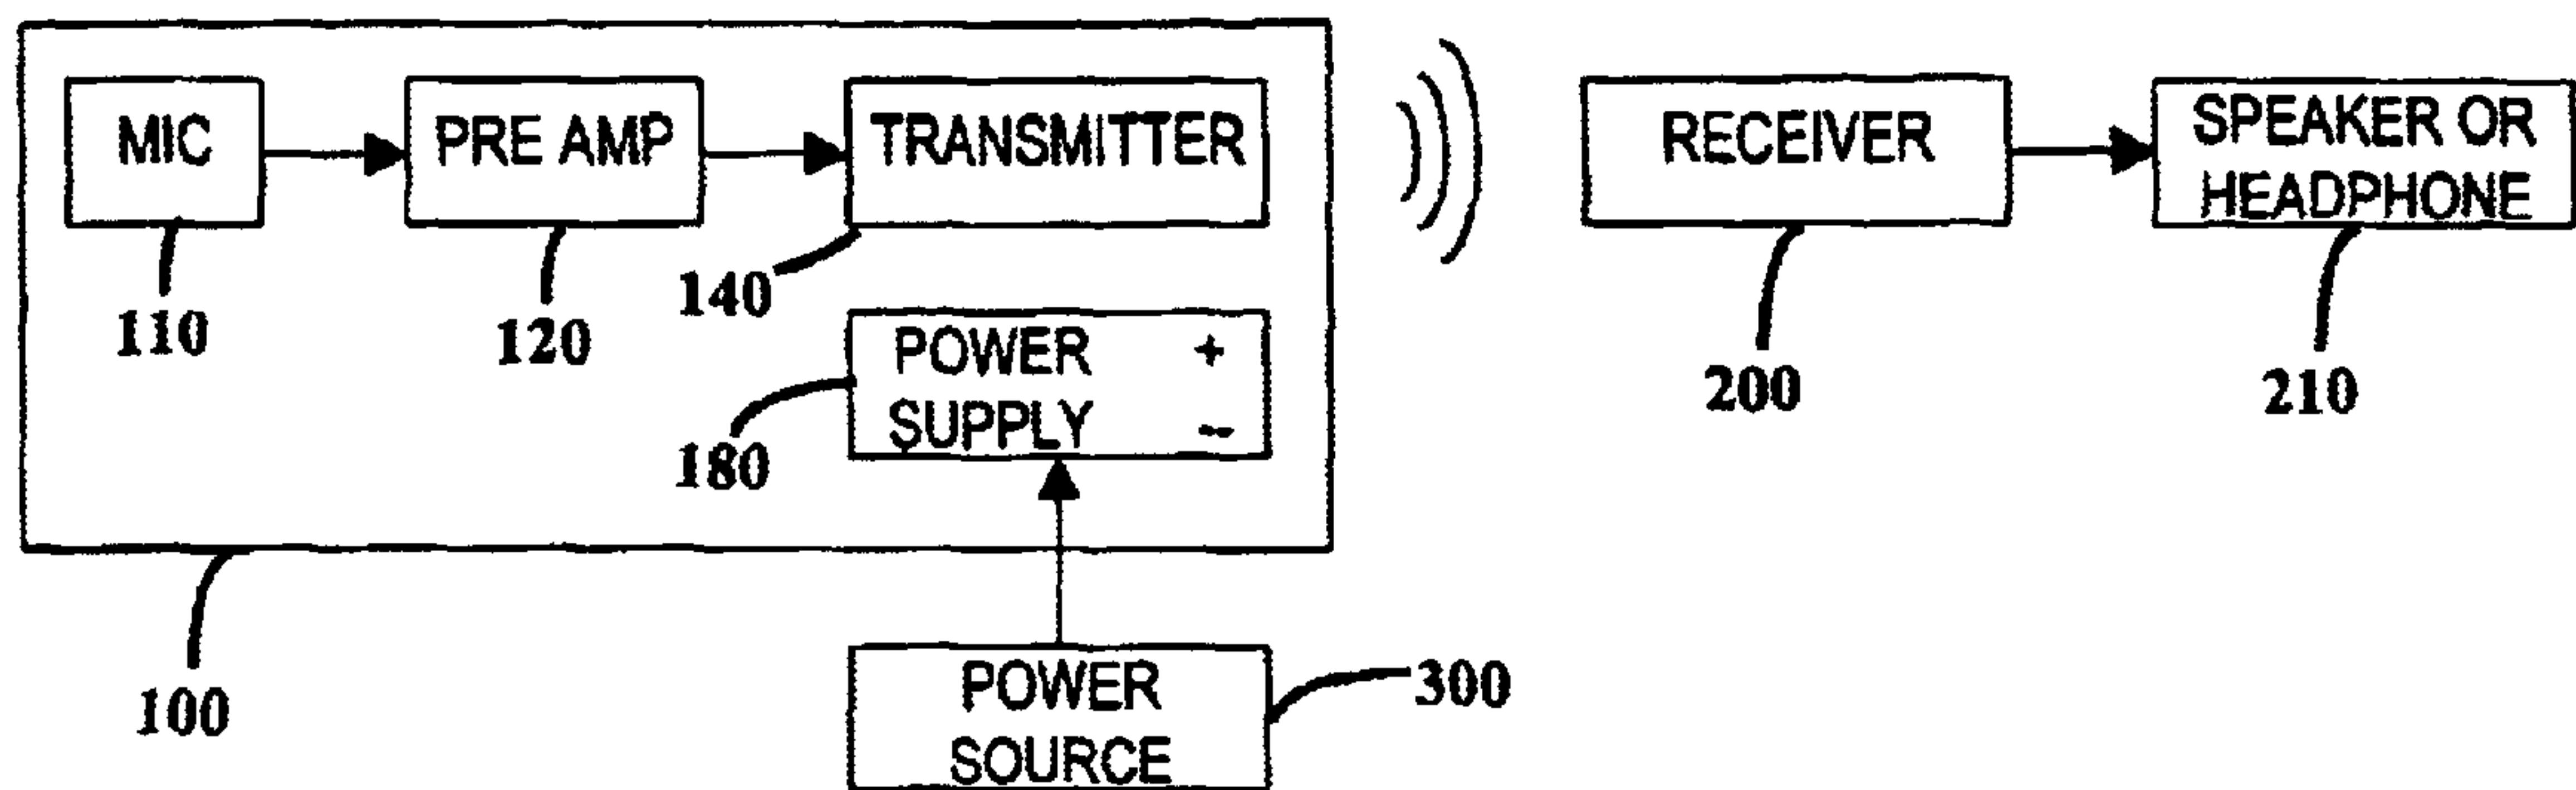 MIC
PRE AMP
TRANSMITTER
RECEIVER
SPEAKER OR
HEADPHONE
110
120
140
200
210
POWER +
SUPPLY -
180
100
POWER
SOURCE
300